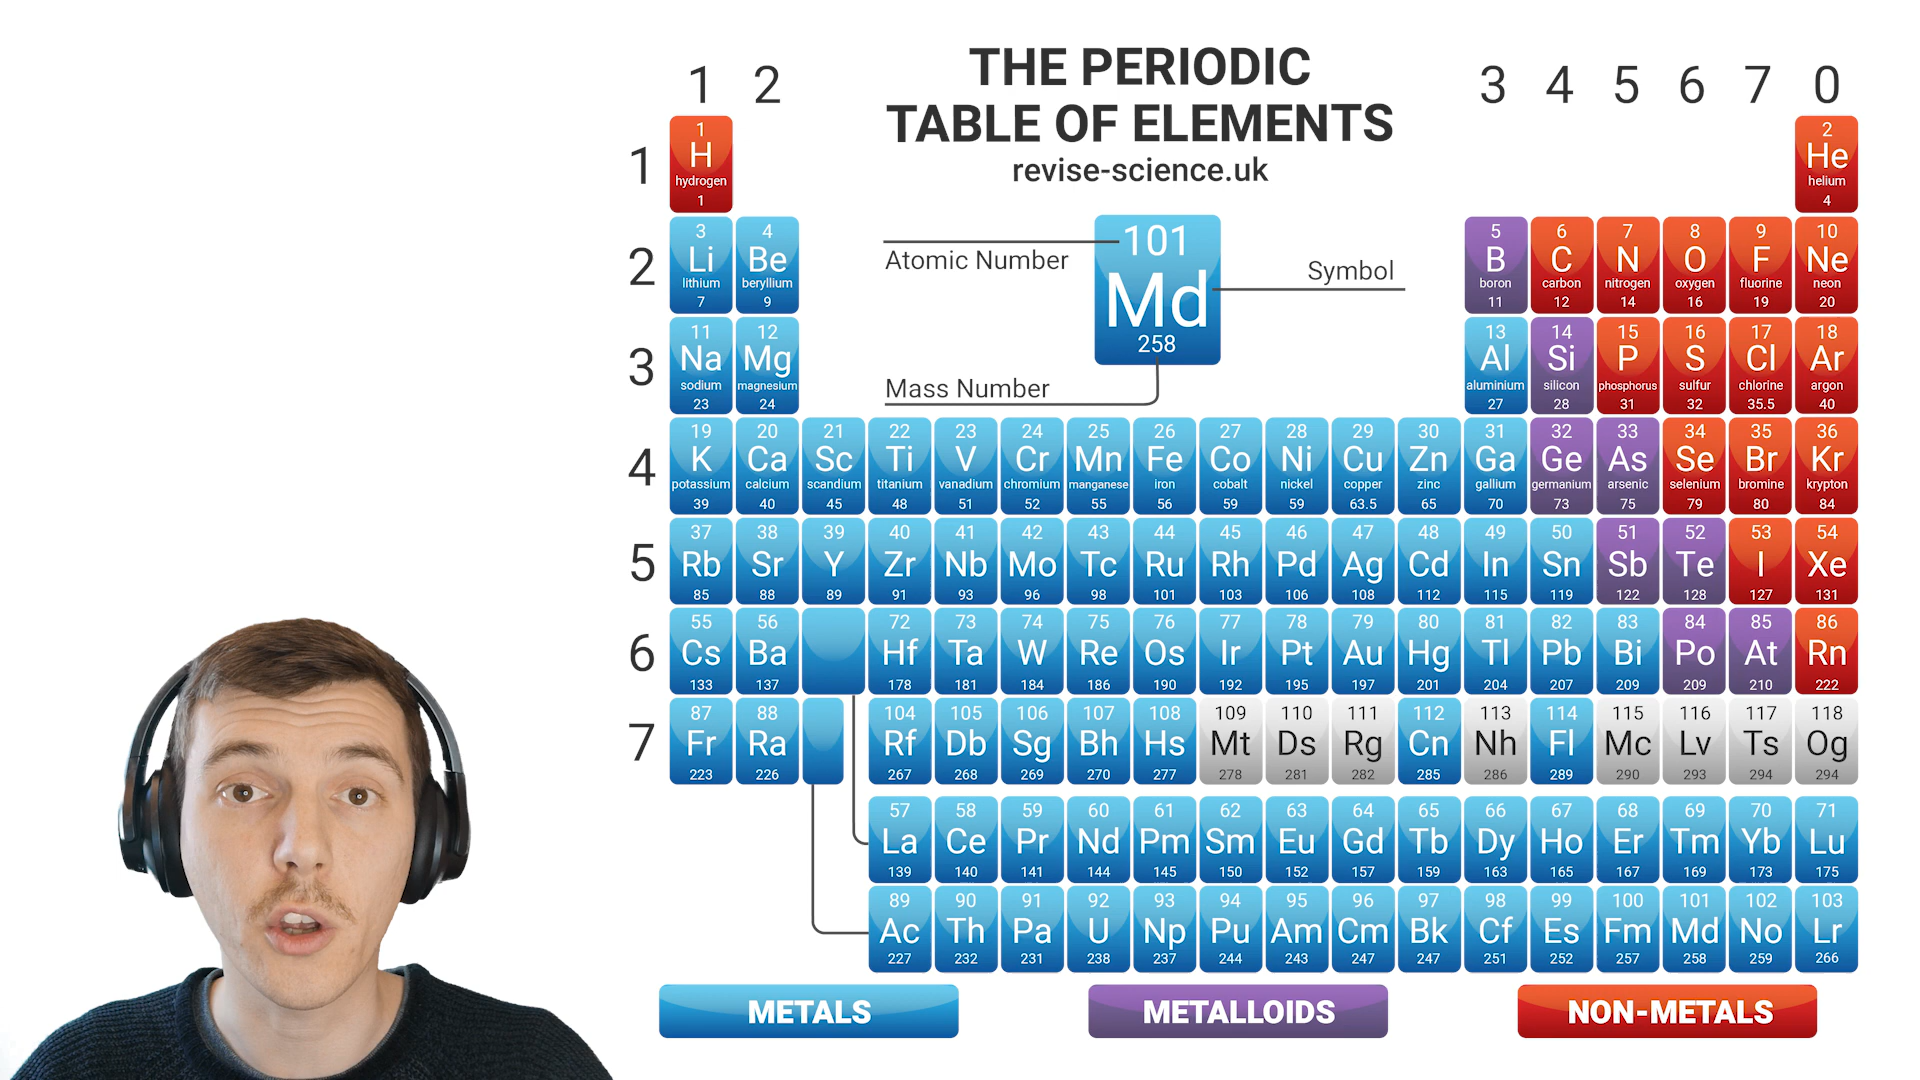 THE PERIODIC
TABLE OF ELEMENTS
revise-science.uk
1 2 3 4 5 6 7 0
101
Md
258
Atomic Number
Symbol
Mass Number
1
1 2
H He
hydrogen helium
1 4
2
3 4 5 6 7 8 9 10
Li Be B C N O F Ne
lithium beryllium boron carbon nitrogen oxygen fluorine neon
7 9 11 12 14 16 19 20
3
11 12 13 14 15 16 17 18
Na Mg Al Si P S Cl Ar
sodium magnesium aluminium silicon phosphorus sulfur chlorine argon
23 24 27 28 31 32 35.5 40
4
19 20 21 22 23 24 25 26 27 28 29 30 31 32 33 34 35 36
K Ca Sc Ti V Cr Mn Fe Co Ni Cu Zn Ga Ge As Se Br Kr
potassium calcium scandium titanium vanadium chromium manganese iron cobalt nickel copper zinc gallium germanium arsenic selenium bromine krypton
39 40 45 48 51 52 55 56 59 59 63.5 65 70 73 75 79 80 84
5
37 38 39 40 41 42 43 44 45 46 47 48 49 50 51 52 53 54
Rb Sr Y Zr Nb Mo Tc Ru Rh Pd Ag Cd In Sn Sb Te I Xe
85 88 89 91 93 96 98 101 103 106 108 112 115 119 122 128 127 131
6
55 56 72 73 74 75 76 77 78 79 80 81 82 83 84 85 86
Cs Ba Hf Ta W Re Os Ir Pt Au Hg Tl Pb Bi Po At Rn
133 137 178 181 184 186 190 192 195 197 201 204 207 209 209 210 222
7
87 88 104 105 106 107 108 109 110 111 112 113 114 115 116 117 118
Fr Ra Rf Db Sg Bh Hs Mt Ds Rg Cn Nh Fl Mc Lv Ts Og
223 226 267 268 269 270 277 278 281 282 285 286 289 290 293 294 294
57 58 59 60 61 62 63 64 65 66 67 68 69 70 71
La Ce Pr Nd Pm Sm Eu Gd Tb Dy Ho Er Tm Yb Lu
139 140 141 144 145 150 152 157 159 163 165 167 169 173 175
89 90 91 92 93 94 95 96 97 98 99 100 101 102 103
Ac Th Pa U Np Pu Am Cm Bk Cf Es Fm Md No Lr
227 232 231 238 237 244 243 247 247 251 252 257 258 259 266
METALS
METALLOIDS
NON-METALS